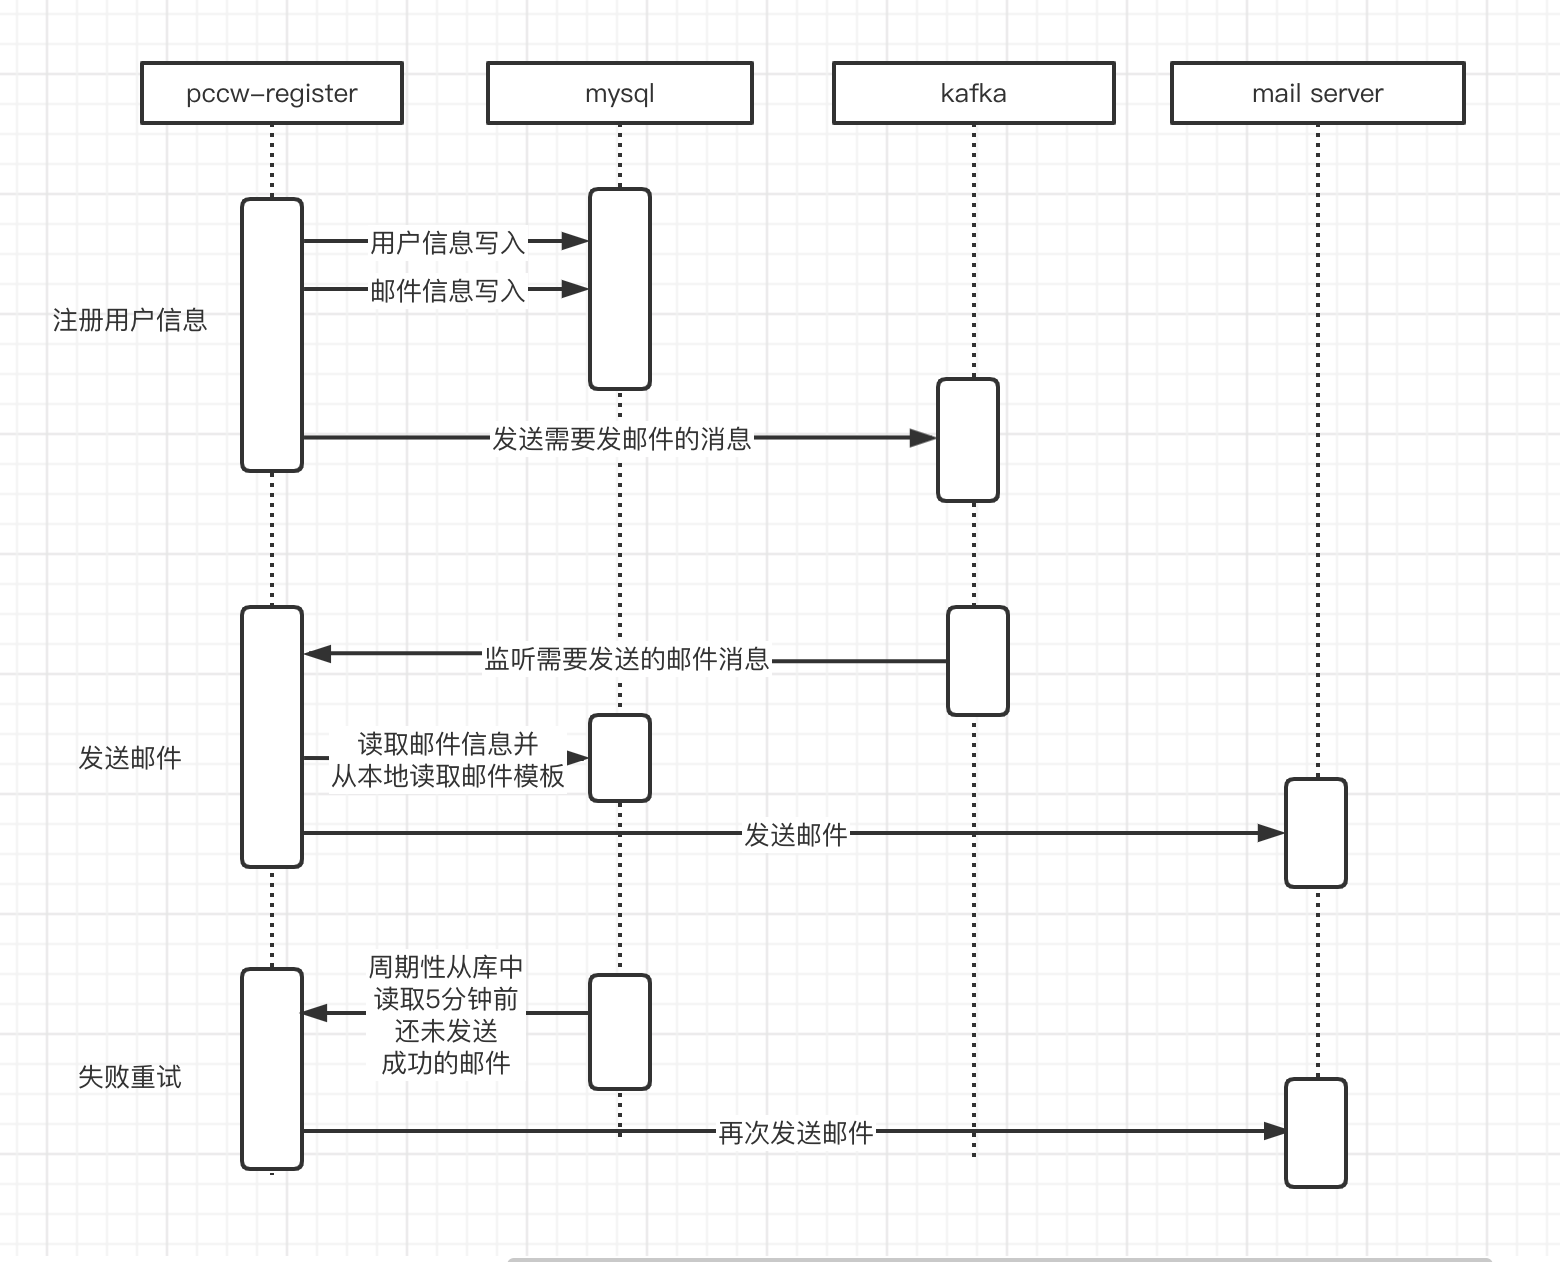 pccw-register
mysql
kafka
mail server
用户信息写入
邮件信息写入
注册用户信息
发送需要发邮件的消息
监听需要发送的邮件消息
读取邮件信息并
从本地读取邮件模板
发送邮件
发送邮件
周期性从库中
读取5分钟前
还未发送
成功的邮件
失败重试
再次发送邮件